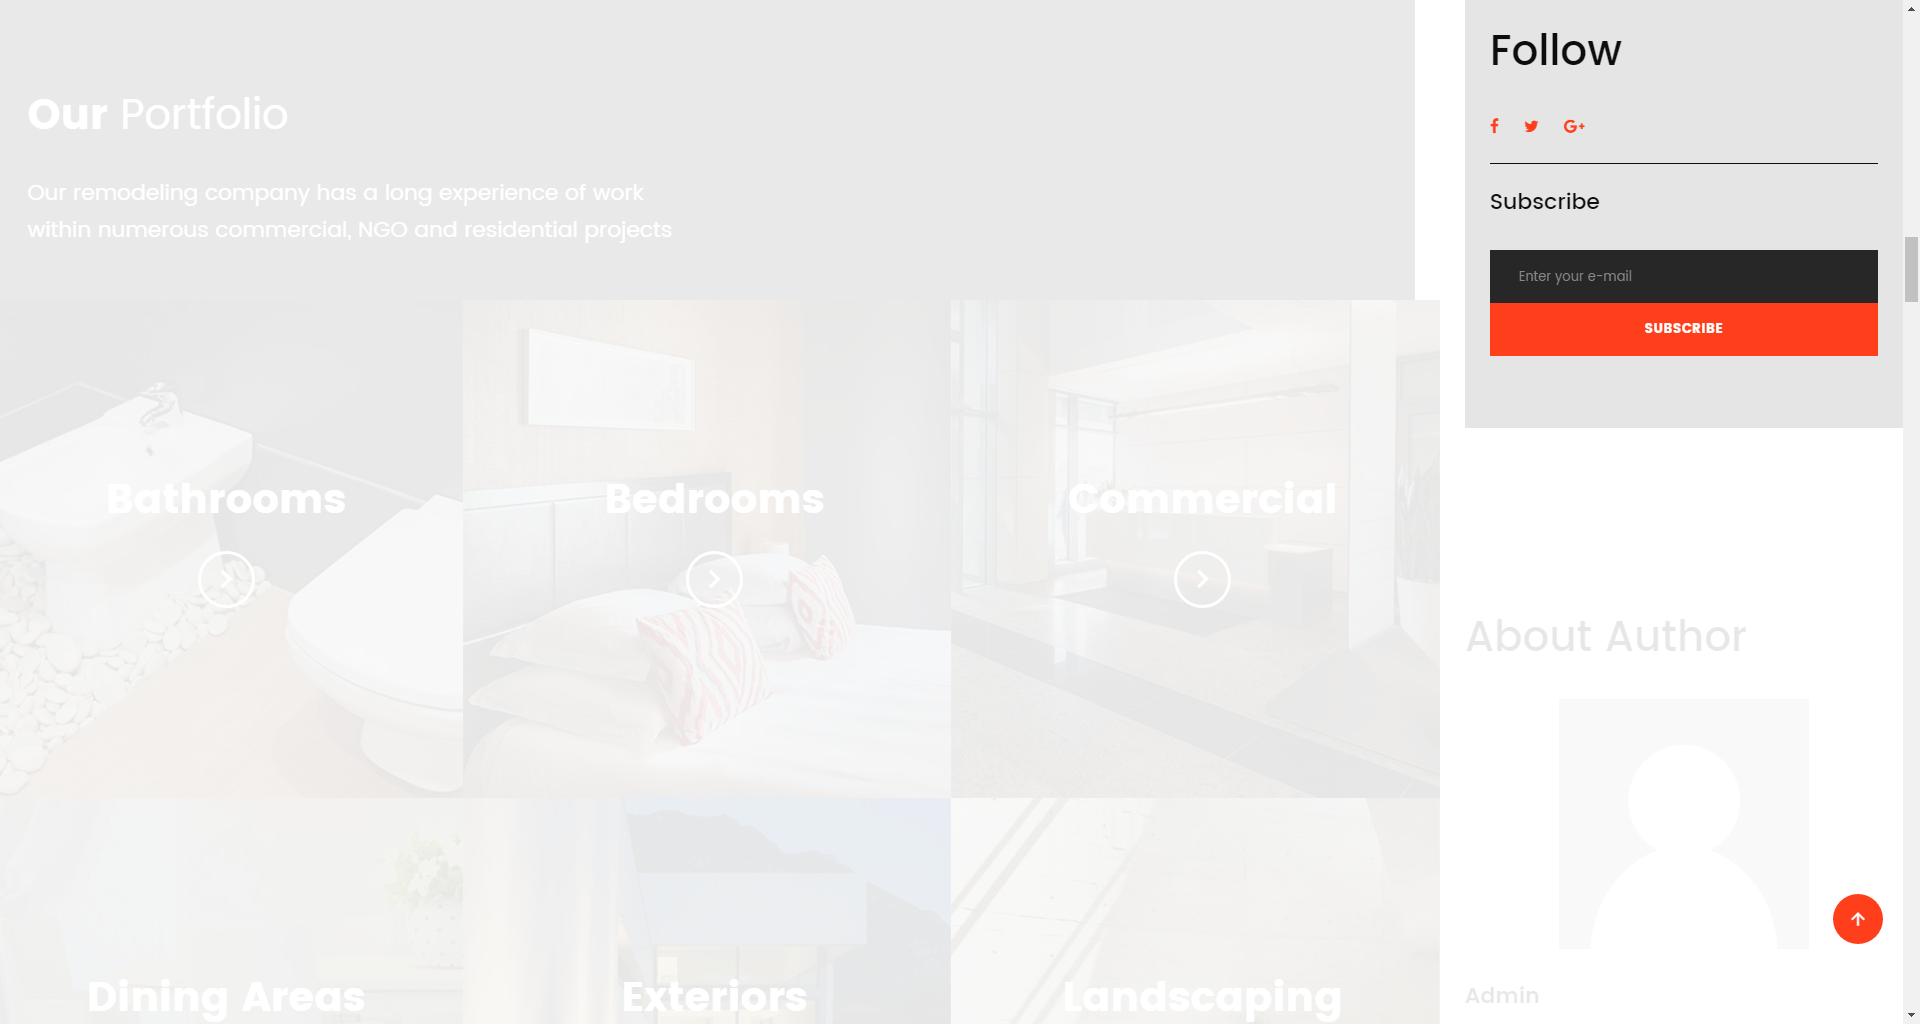 Our Portfolio
Our remodeling company has a long experience of work
within numerous commercial, NGO and residential projects
Bathrooms
Bedrooms
Commercial
Dining Areas
Exteriors
Landscaping
Follow
Subscribe
Enter your e-mail
SUBSCRIBE
About Author
Admin